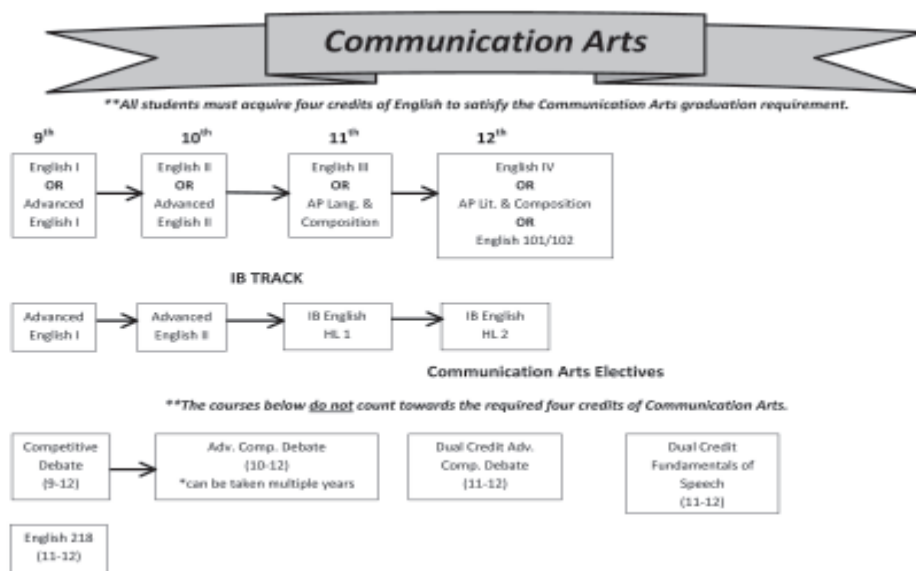 Communication Arts
**All students must acquire four credits of English to satisfy the Communication Arts graduation requirement.
9th 10th 11th 12th
English I
OR
Advanced
English I
English II
OR
Advanced
English II
English III
OR
AP Lang. &
Composition
English IV
OR
AP Lit. & Composition
OR
English 101/102
IB TRACK
Advanced
English I
Advanced
English II
IB English
HL 1
IB English
HL 2
Communication Arts Electives
**The courses below do not count towards the required four credits of Communication Arts.
Competitive
Debate
(9-12)
Adv. Comp. Debate
(10-12)
*can be taken multiple years
Dual Credit Adv.
Comp. Debate
(11-12)
Dual Credit
Fundamentals of
Speech
(11-12)
English 218
(11-12)